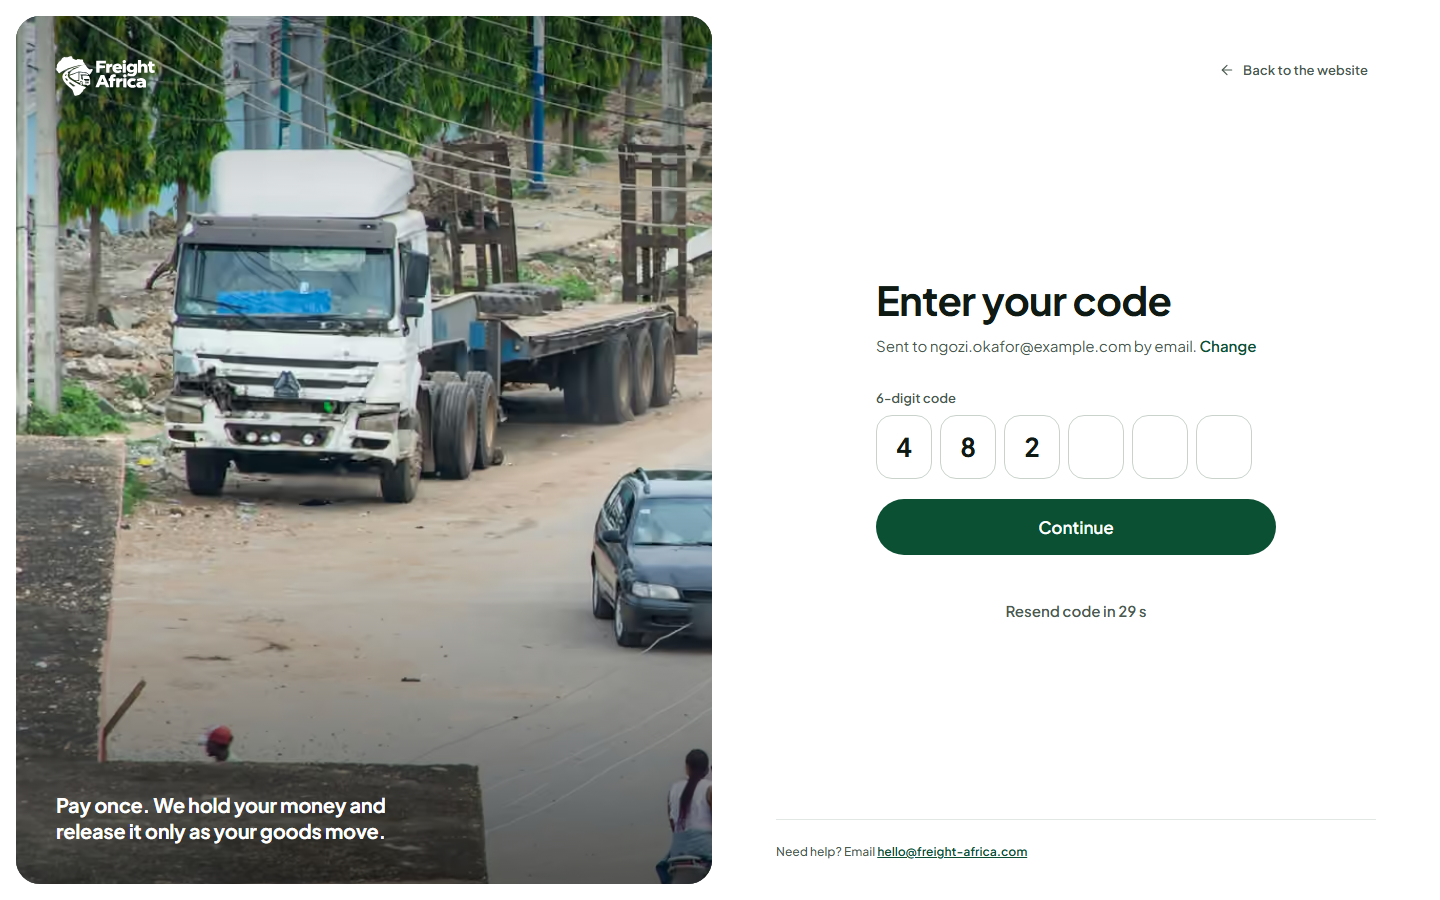 Freight
Africa
Back to the website
Enter your code
Sent to ngozi.okafor@example.com by email. Change
6-digit code
4 8 2
Continue
Resend code in 29 s
Pay once. We hold your money and
release it only as your goods move.
Need help? Email hello@freight-africa.com